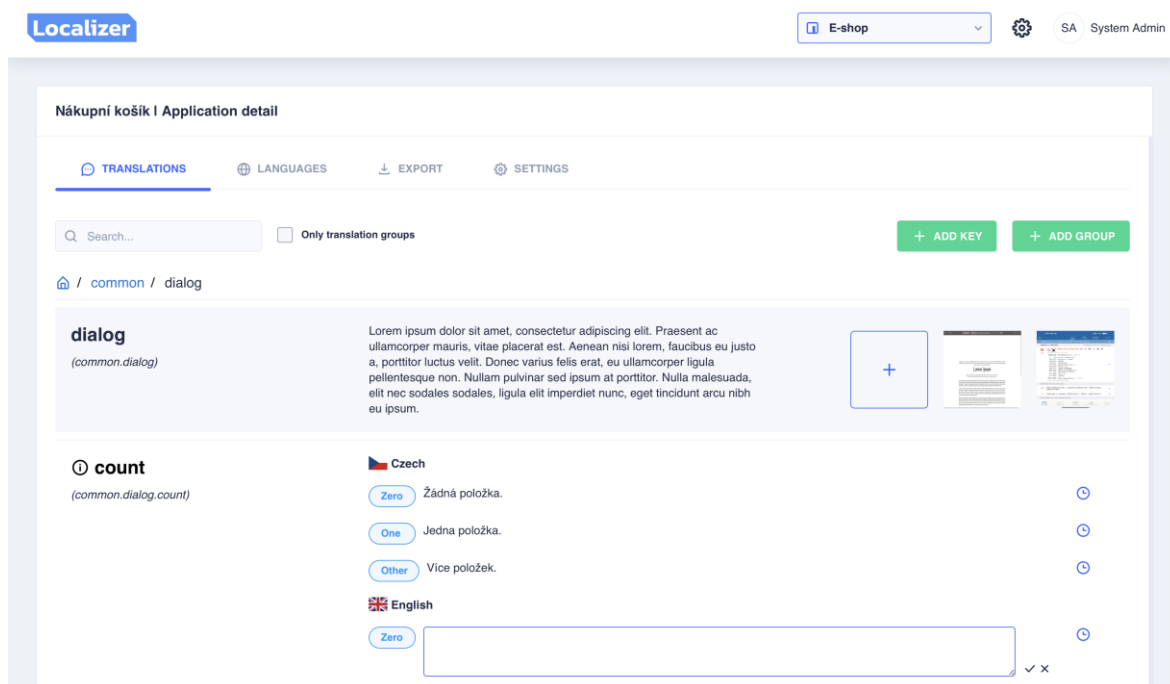 Localizer
E-shop
SA System Admin
Nákupní košík | Application detail
TRANSLATIONS LANGUAGES EXPORT SETTINGS
Search... Only translation groups + ADD KEY + ADD GROUP
/ common / dialog
dialog
(common.dialog)
Lorem ipsum dolor sit amet, consectetur adipiscing elit. Praesent ac
ullamcorper mauris, vitae placerat est. Aenean nisi lorem, faucibus eu justo
a, porttitor luctus velit. Donec varius felis erat, eu ullamcorper ligula
pellentesque non. Nullam pulvinar sed ipsum at porttitor. Nulla malesuada,
elit nec sodales sodales, ligula elit imperdiet nunc, eget tincidunt arcu nibh
eu ipsum.
+
Lorem Ipsum
count
(common.dialog.count)
Czech
Zero Žádná položka.
One Jedna položka.
Other Více položek.
English
Zero